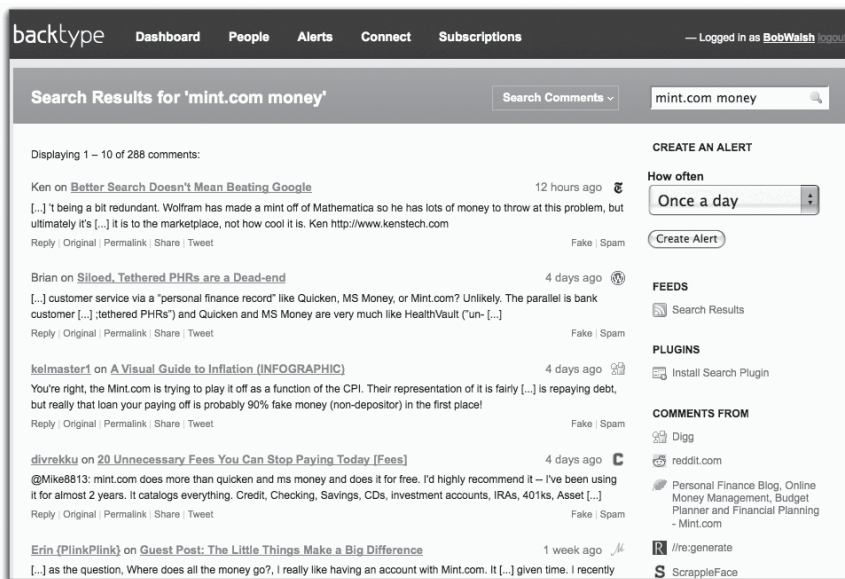 backtype Dashboard People Alerts Connect Subscriptions — Logged in as BobWalsh logout
Search Results for 'mint.com money' Search Comments mint.com money
Displaying 1 – 10 of 288 comments:
Ken on Better Search Doesn't Mean Beating Google 12 hours ago
[...] 't being a bit redundant. Wolfram has made a mint off of Mathematica so he has lots of money to throw at this problem, but
ultimately it's [...] it is to the marketplace, not how cool it is. Ken http://www.kenstech.com
Reply | Original | Permalink | Share | Tweet Fake | Spam
Brian on Siloed, Tethered PHRs are a Dead-end 4 days ago
[...] customer service via a "personal finance record" like Quicken, MS Money, or Mint.com? Unlikely. The parallel is bank
customer [...] ;tethered PHRs") and Quicken and MS Money are very much like HealthVault ("un- [...]
Reply | Original | Permalink | Share | Tweet Fake | Spam
kelmaster1 on A Visual Guide to Inflation (INFOGRAPHIC) 4 days ago
You're right, the Mint.com is trying to play it off as a function of the CPI. Their representation of it is fairly [...] is repaying debt,
but really that loan your paying off is probably 90% fake money (non-depositor) in the first place!
Reply | Original | Permalink | Share | Tweet Fake | Spam
divrekku on 20 Unnecessary Fees You Can Stop Paying Today [Fees] 4 days ago
@Mike8813: mint.com does more than quicken and ms money and does it for free. I'd highly recommend it -- I've been using
it for almost 2 years. It catalogs everything. Credit, Checking, Savings, CDs, investment accounts, IRAs, 401ks, Asset [...]
Reply | Original | Permalink | Share | Tweet Fake | Spam
Erin {PlinkPlink} on Guest Post: The Little Things Make a Big Difference 1 week ago
[...] as the question, Where does all the money go?, I really like having an account with Mint.com. It [...] given time. I recently
CREATE AN ALERT
How often
Once a day
Create Alert
FEEDS
Search Results
PLUGINS
Install Search Plugin
COMMENTS FROM
Digg
reddit.com
Personal Finance Blog, Online
Money Management, Budget
Planner and Financial Planning
- Mint.com
R //re:generate
S ScrappleFace